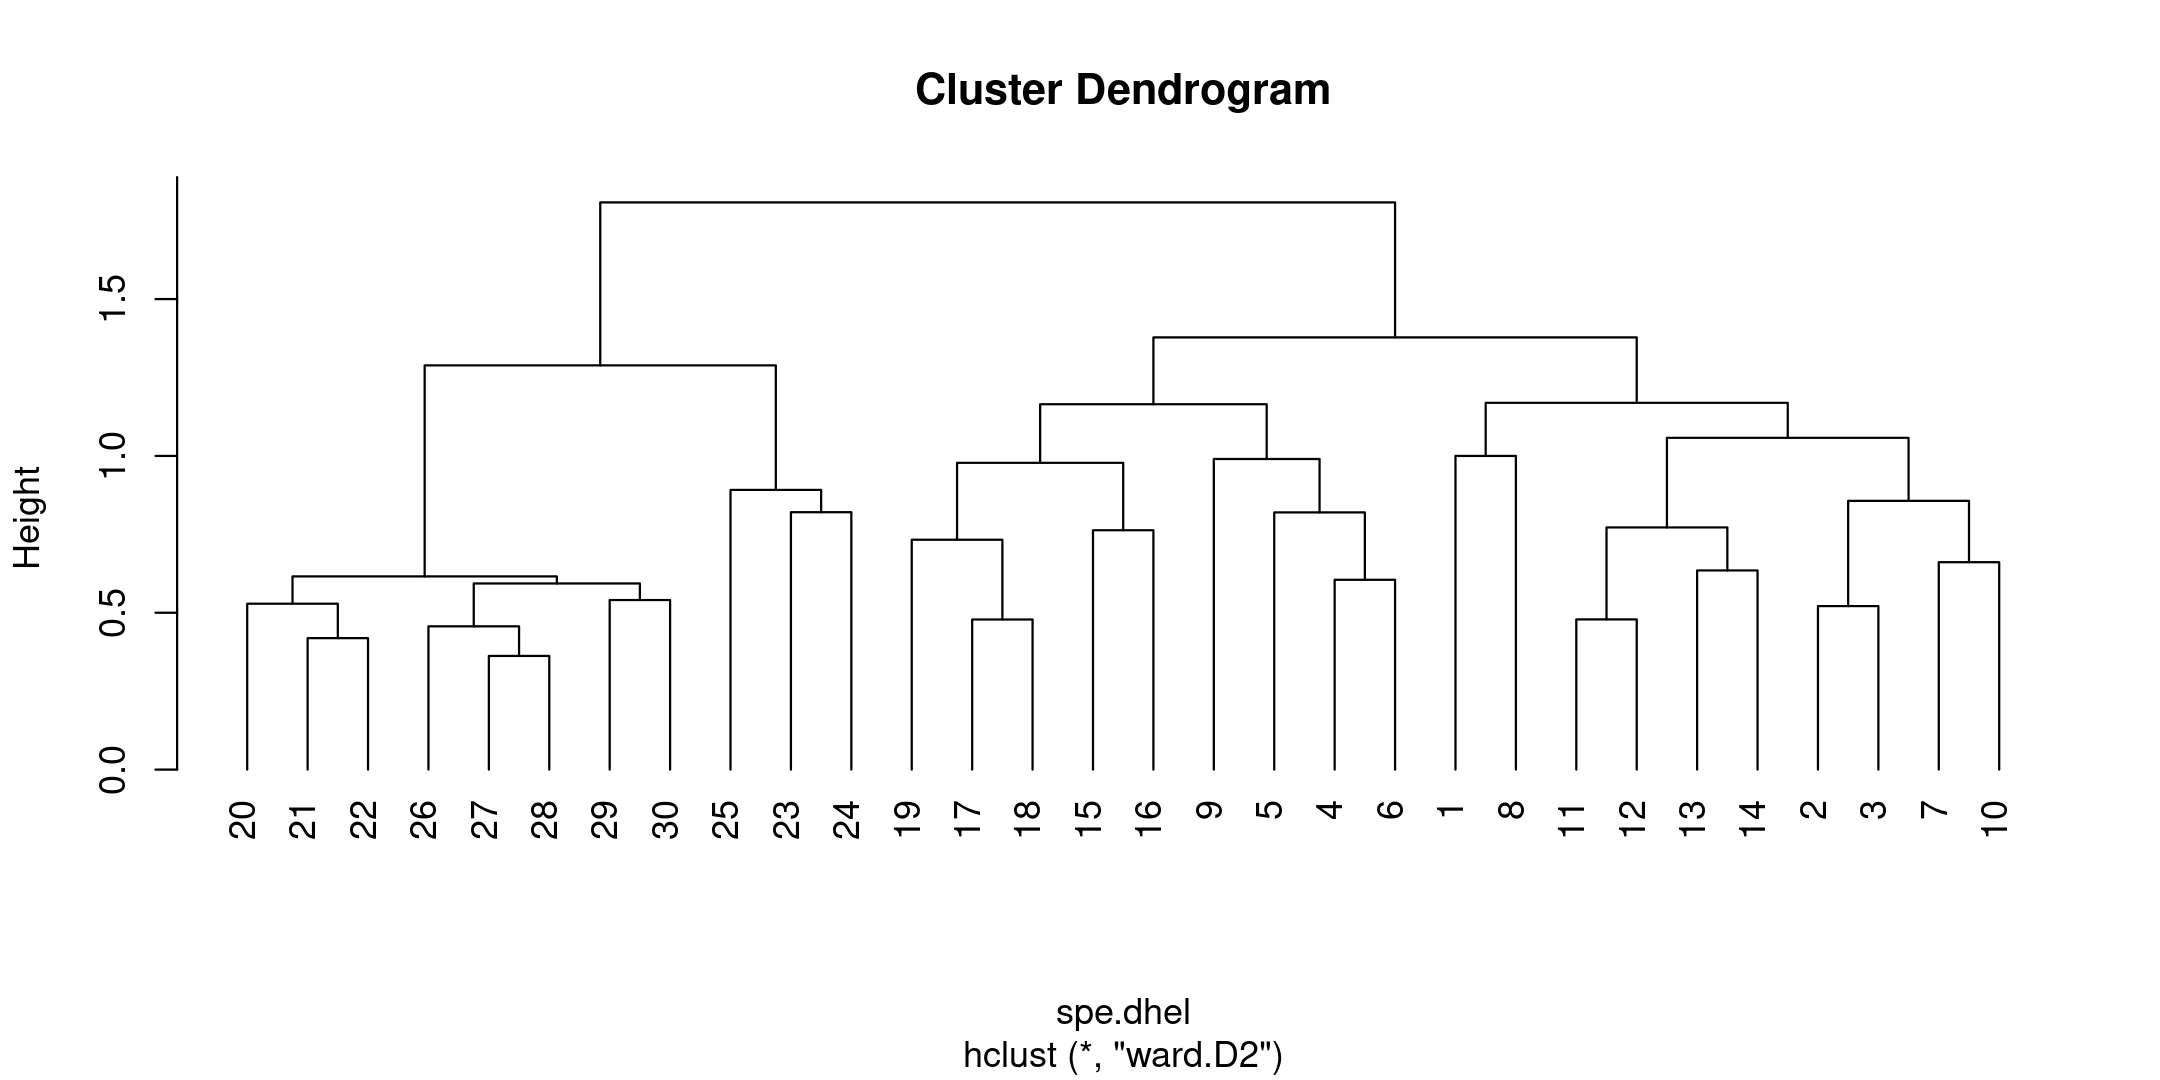 Cluster Dendrogram
Height
1.5
1.0
0.5
0.0
20 21 22 26 27 28 29 30 25 23 24 19 17 18 15 16 9 5 4 6 1 8 11 12 13 14 2 3 7 10
spe.dhel
hclust (*, "ward.D2")